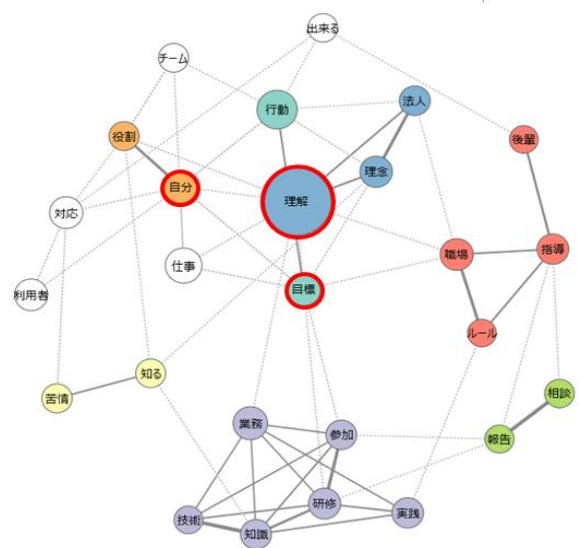 出来る
チーム
行動
法人
役割
後輩
理念
自分
理解
対応
指導
職場
仕事
目標
利用者
ルール
知る
苦情
相談
業務
参加
報告
研修
実践
技術
知識